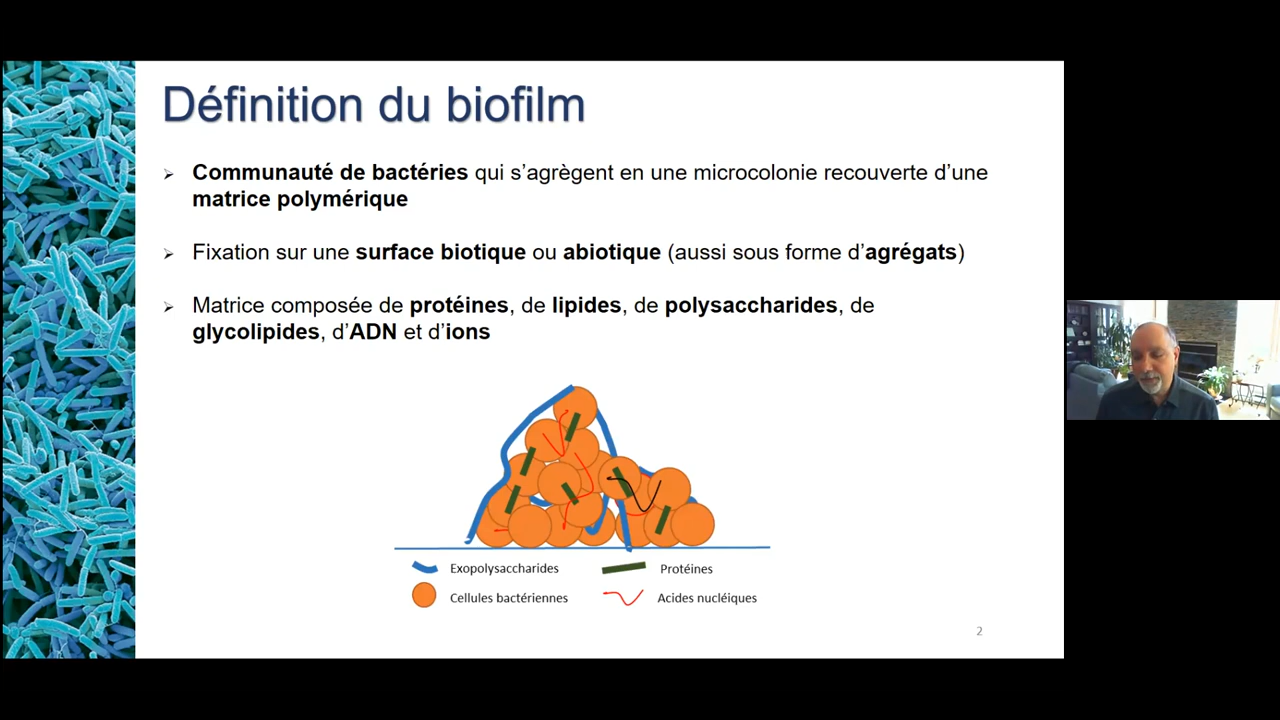 Définition du biofilm
Communauté de bactéries qui s’agrègent en une microcolonie recouverte d’une
matrice polymérique
Fixation sur une surface biotique ou abiotique (aussi sous forme d’agrégats)
Matrice composée de protéines, de lipides, de polysaccharides, de
glycolipides, d’ADN et d’ions
Exopolysaccharides
Protéines
Cellules bactériennes
Acides nucléiques
2